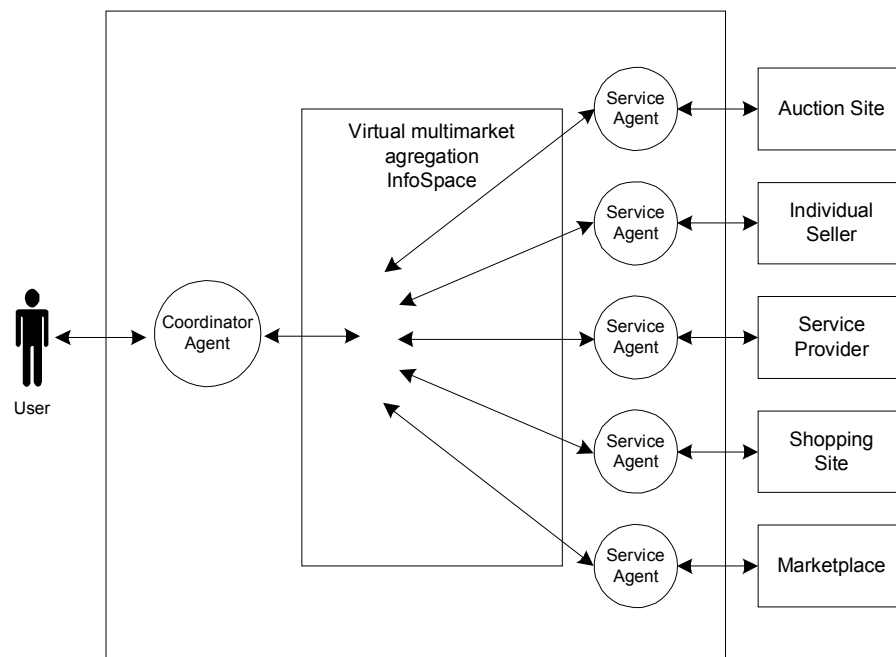 Service
Agent
Auction Site
Virtual multimarket
agregation
InfoSpace
Service
Agent
Individual
Seller
Coordinator
Agent
Service
Agent
Service
Provider
User
Service
Agent
Shopping
Site
Service
Agent
Marketplace